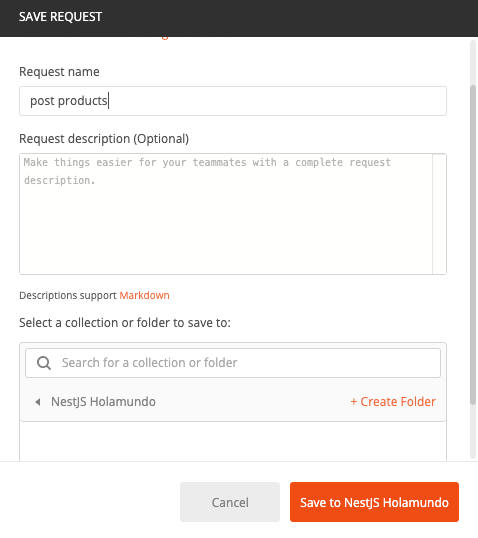 SAVE REQUEST
Request name
post products
Request description (Optional)
Make things easier for your teammates with a complete request
description.
Descriptions support Markdown
Select a collection or folder to save to:
Search for a collection or folder
NestJS Holamundo + Create Folder
Cancel Save to NestJS Holamundo